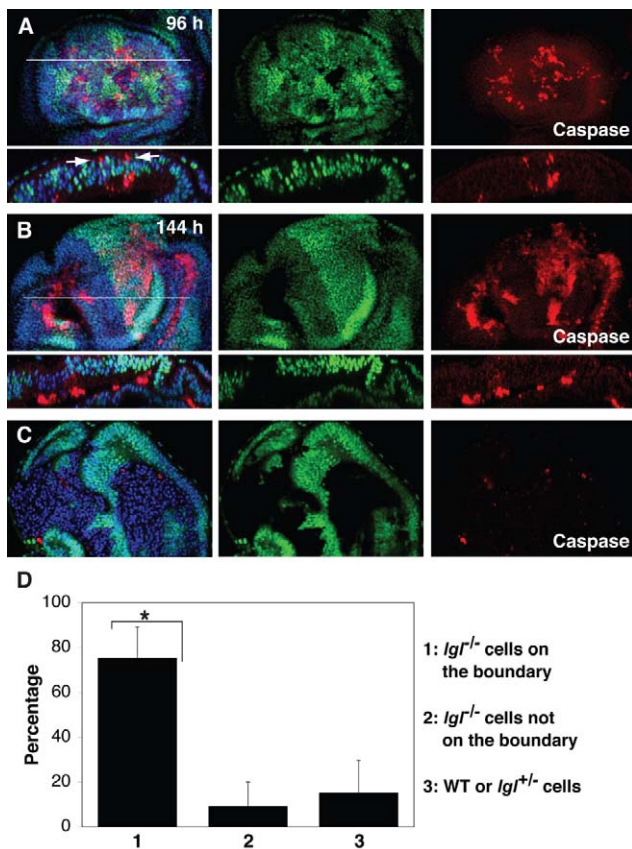 A
96 h
Caspase
B
144 h
Caspase
C
Caspase
D
Percentage
100
80
60
40
20
0
*
1
2
3
1: lgl-/- cells on
the boundary
2: lgl-/- cells not
on the boundary
3: WT or lgl+/- cells